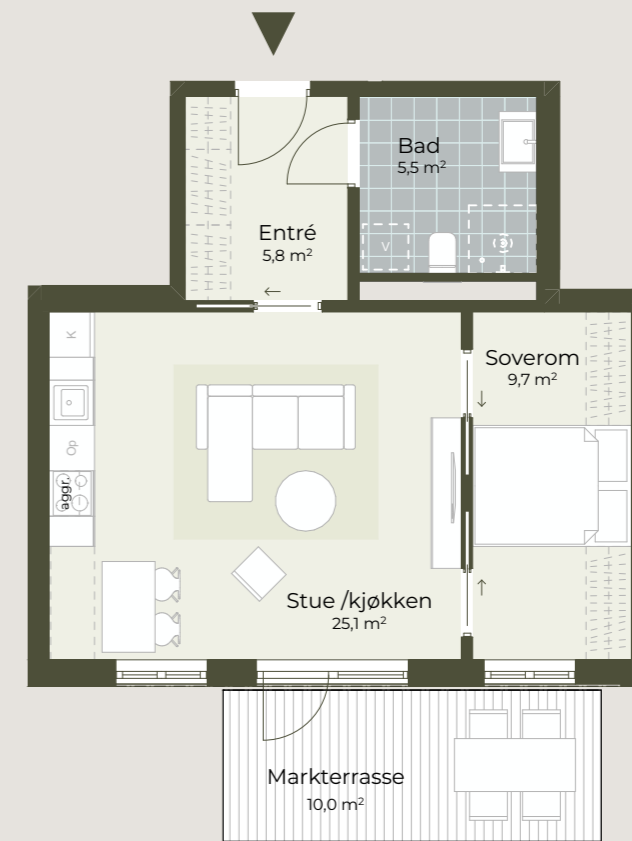 Bad
5,5 m²
Entré
5,8 m²
V
K
Soverom
9,7 m²
Op
aggr.
Stue /kjøkken
25,1 m²
Markterrasse
10,0 m²